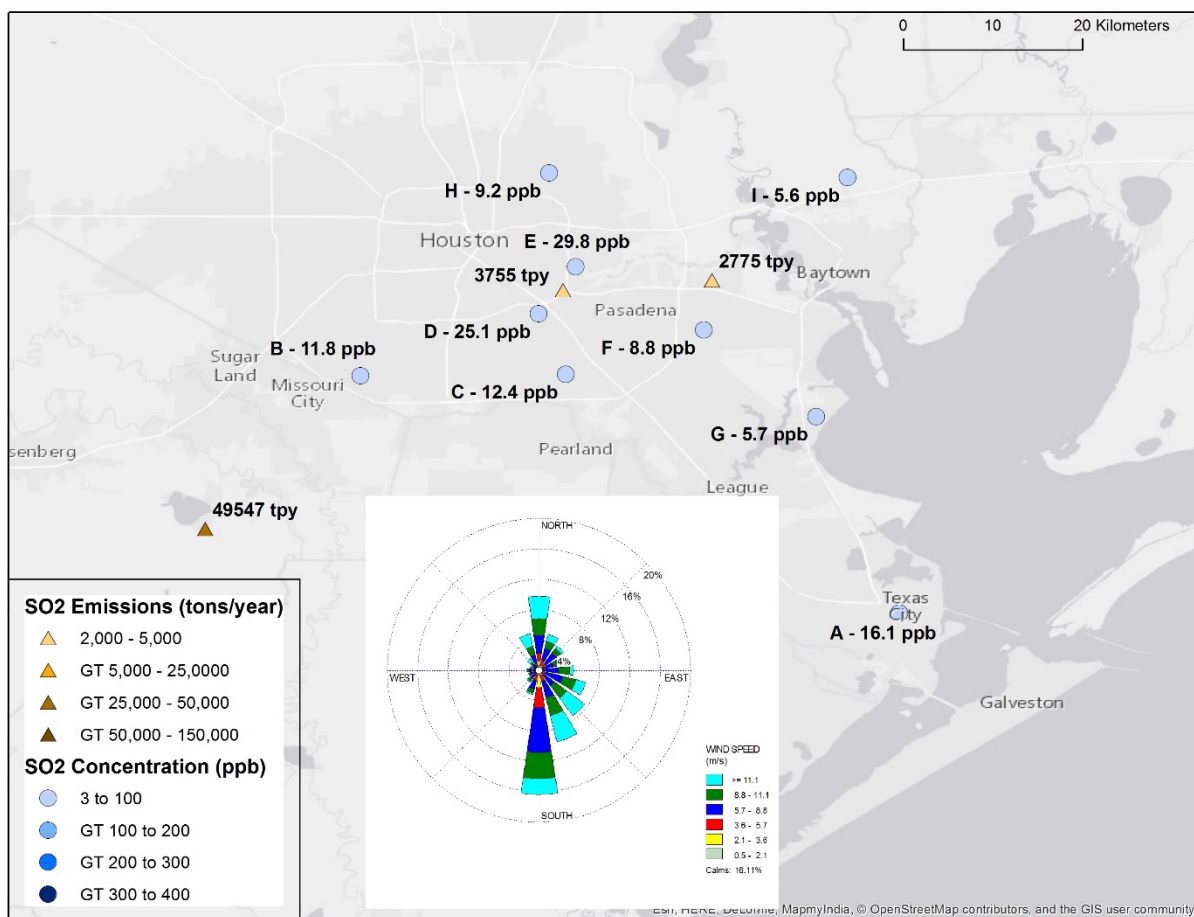 0 10 20 Kilometers
H - 9.2 ppb
I - 5.6 ppb
Houston
E - 29.8 ppb
3755 tpy
2775 tpy
Baytown
Pasadena
D - 25.1 ppb
F - 8.8 ppb
B - 11.8 ppb
Sugar
Land
Missouri
City
C - 12.4 ppb
G - 5.7 ppb
Pearland
senberg
League
49547 tpy
NORTH
20%
16%
12%
8%
4%
WEST
EAST
SOUTH
WIND SPEED
(m/s)
>= 11.1
8.8 - 11.1
5.7 - 8.8
3.6 - 5.7
2.1 - 3.6
0.5 - 2.1
Calms: 16.11%
Texas
City
A - 16.1 ppb
Galveston
SO2 Emissions (tons/year)
2,000 - 5,000
GT 5,000 - 25,0000
GT 25,000 - 50,000
GT 50,000 - 150,000
SO2 Concentration (ppb)
3 to 100
GT 100 to 200
GT 200 to 300
GT 300 to 400
Esri, HERE, DeLorme, MapmyIndia, © OpenStreetMap contributors, and the GIS user community